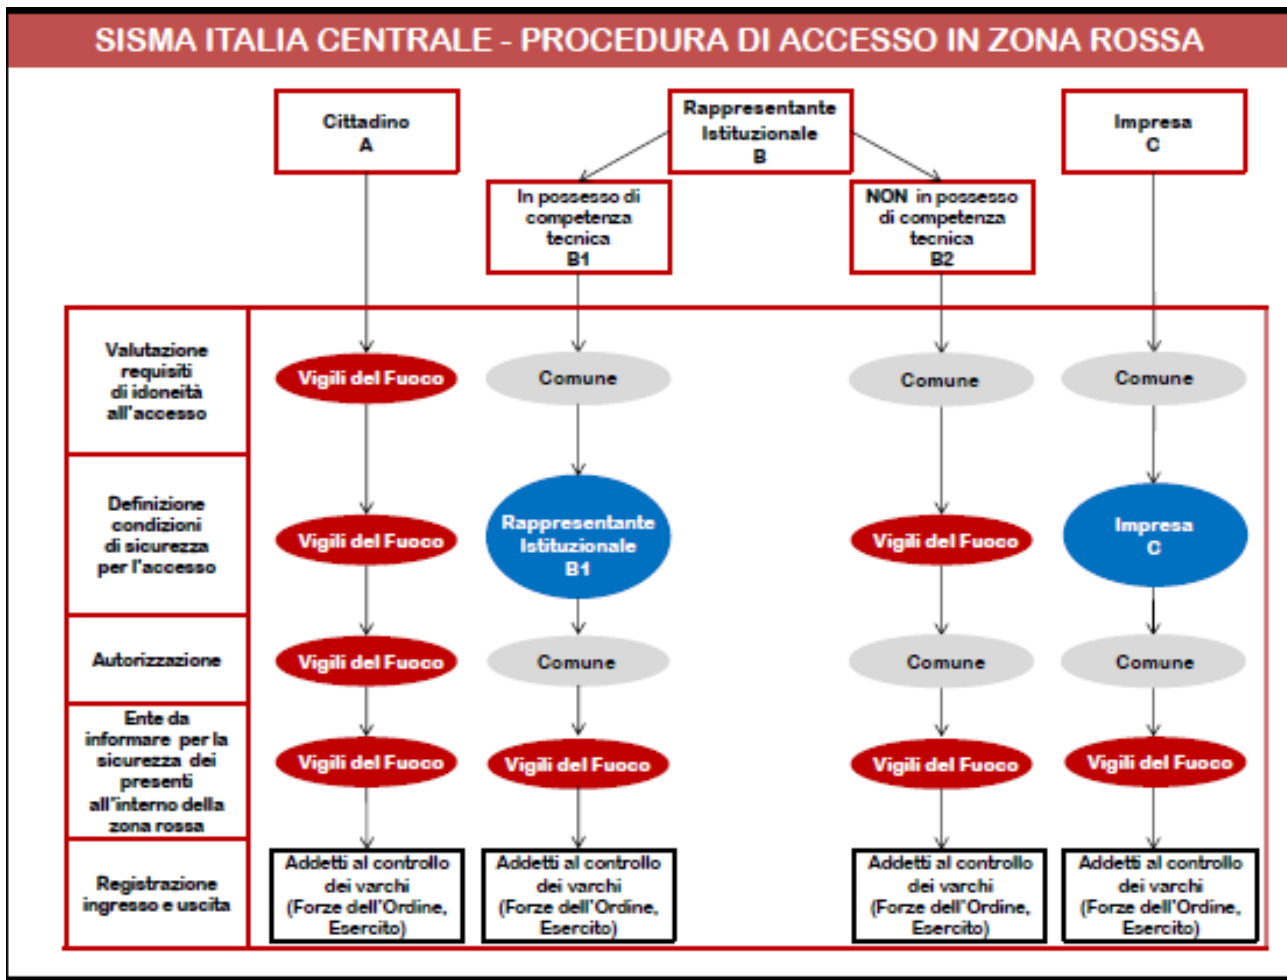 SISMA ITALIA CENTRALE - PROCEDURA DI ACCESSO IN ZONA ROSSA
Cittadino
A
Rappresentante
Istituzionale
B
Impresa
C
In possesso di
competenza
tecnica
B1
NON in possesso
di competenza
tecnica
B2
Valutazione
requisiti
di idoneità
all'accesso
Vigili del Fuoco
Comune
Comune
Comune
Definizione
condizioni
di sicurezza
per l'accesso
Vigili del Fuoco
Rappresentante
Istituzionale
B1
Vigili del Fuoco
Impresa
C
Autorizzazione
Vigili del Fuoco
Comune
Comune
Comune
Ente da
informare per la
sicurezza dei
presenti
all'interno della
zona rossa
Vigili del Fuoco
Vigili del Fuoco
Vigili del Fuoco
Vigili del Fuoco
Registrazione
ingresso e uscita
Addetti al controllo
dei varchi
(Forze dell'Ordine,
Esercito)
Addetti al controllo
dei varchi
(Forze dell'Ordine,
Esercito)
Addetti al controllo
dei varchi
(Forze dell'Ordine,
Esercito)
Addetti al controllo
dei varchi
(Forze dell'Ordine,
Esercito)